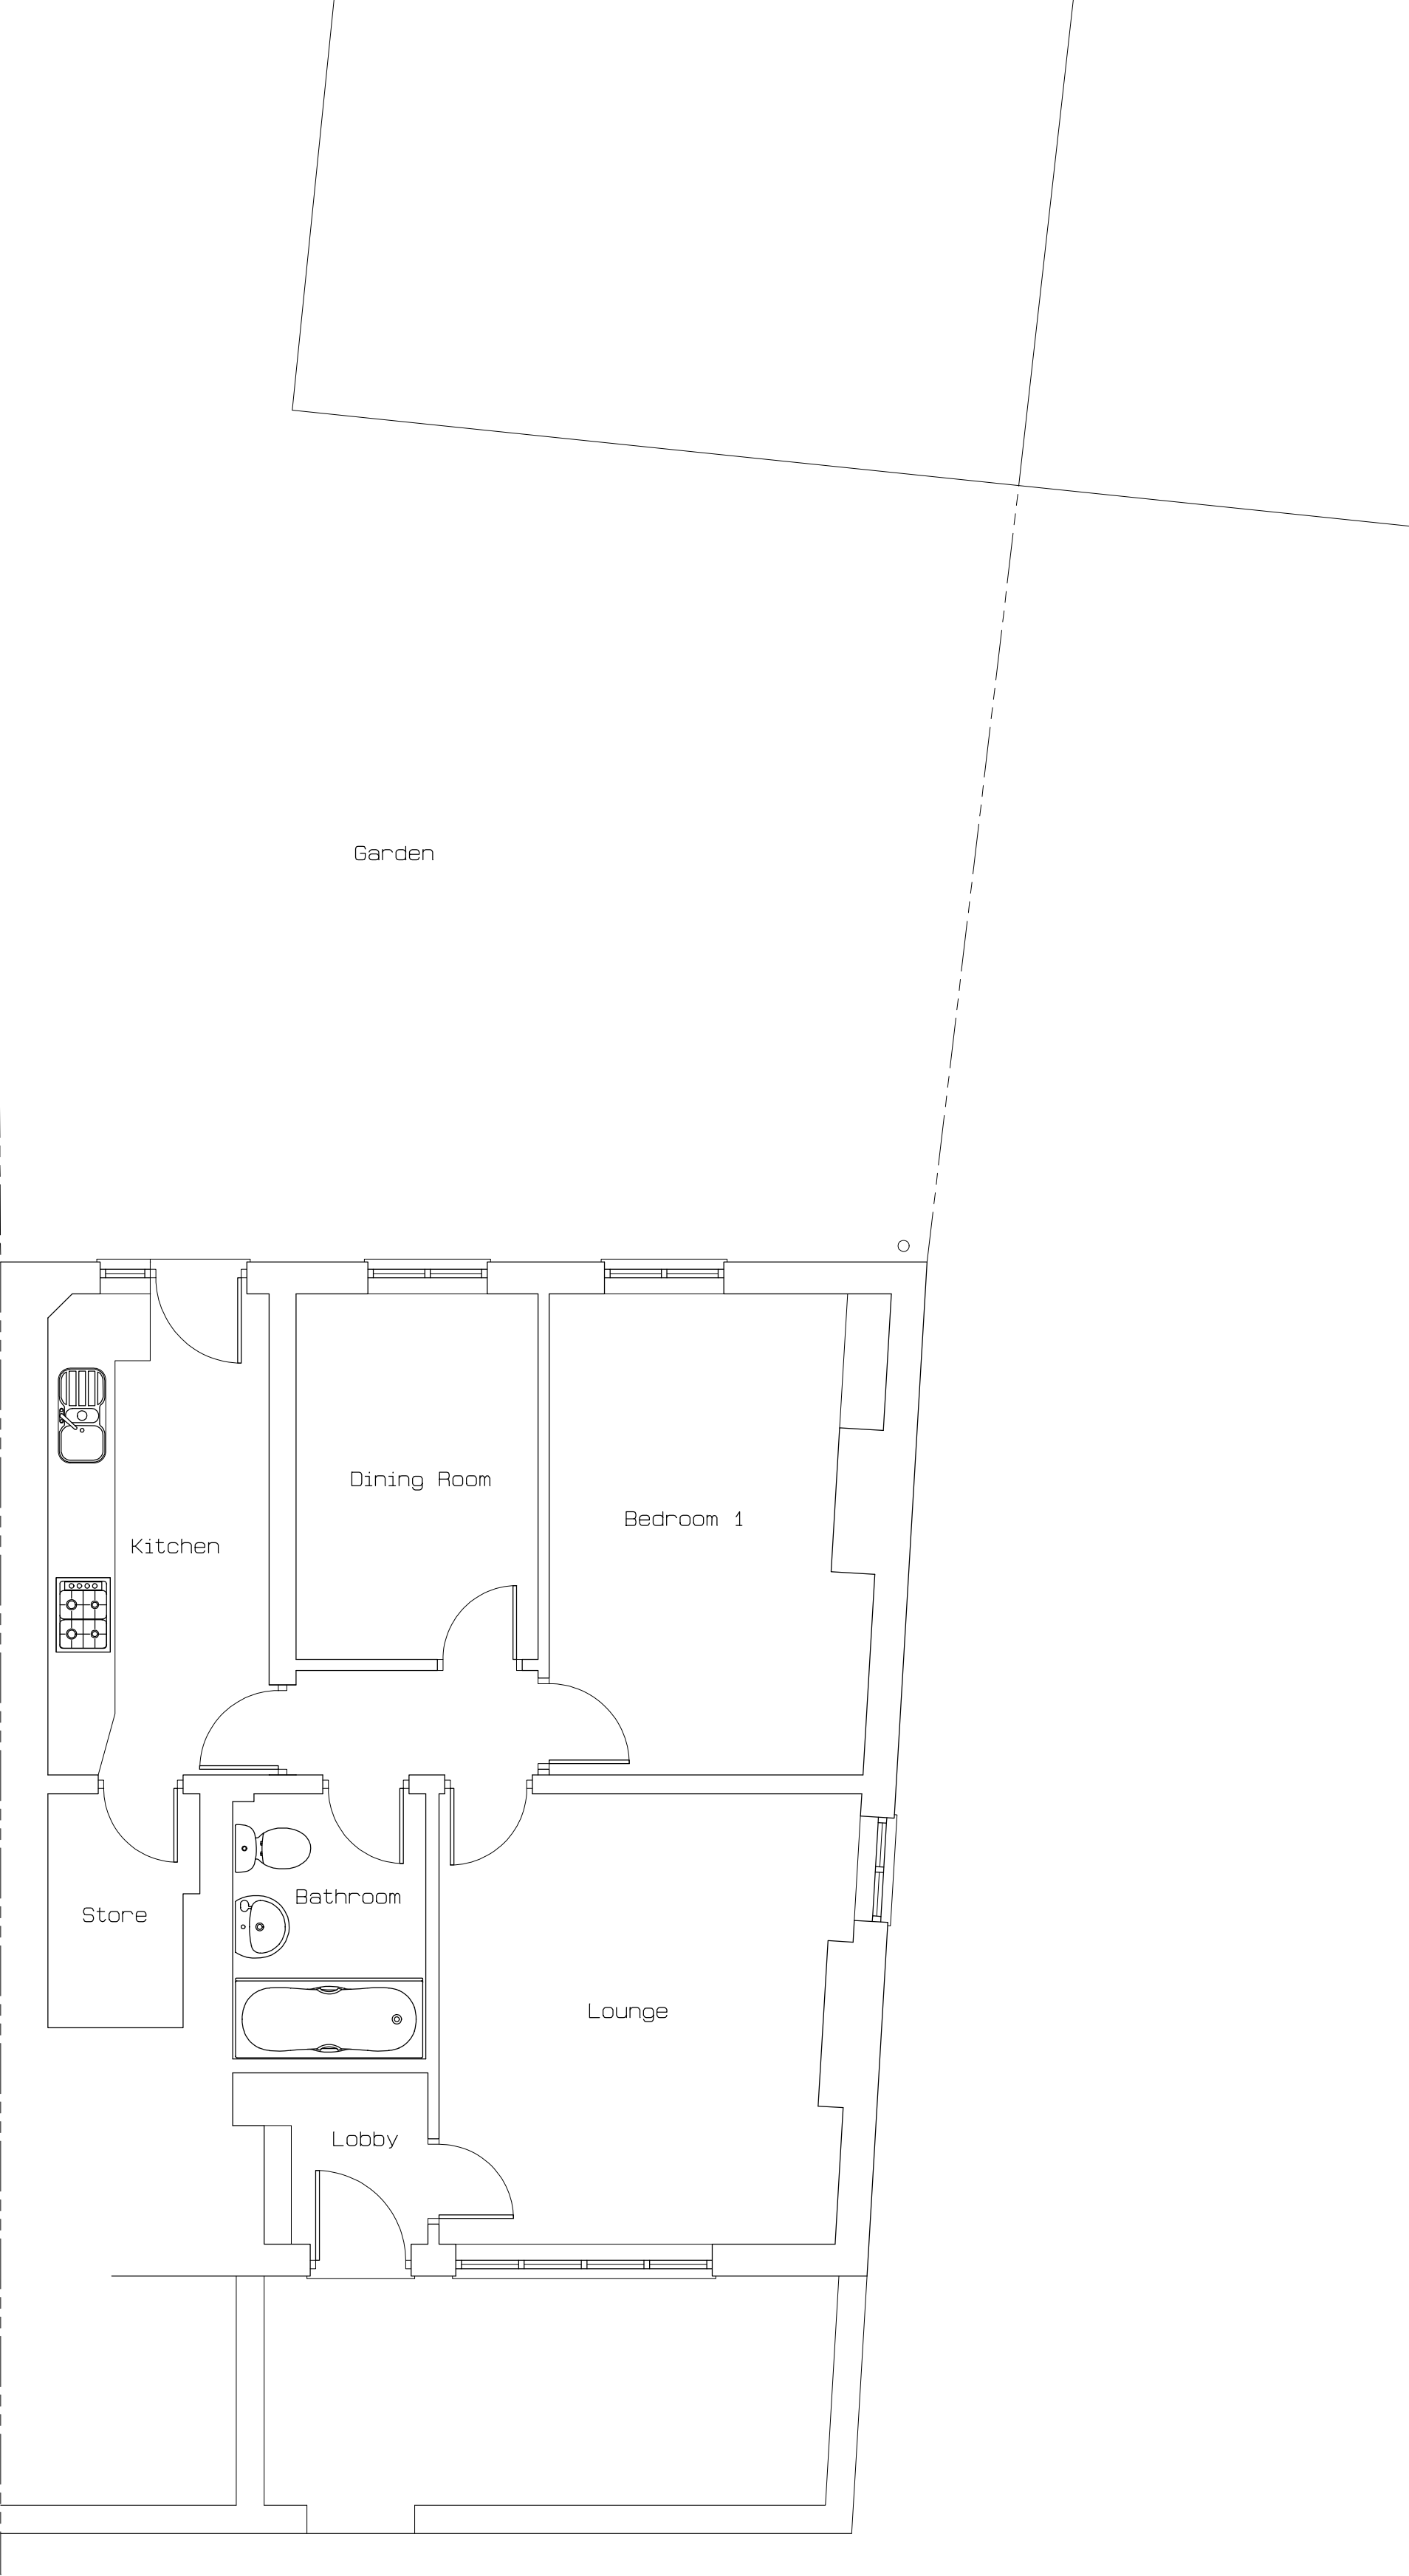 Garden
Dining Room
Bedroom 1
Kitchen
Bathroom
Store
Lounge
Lobby